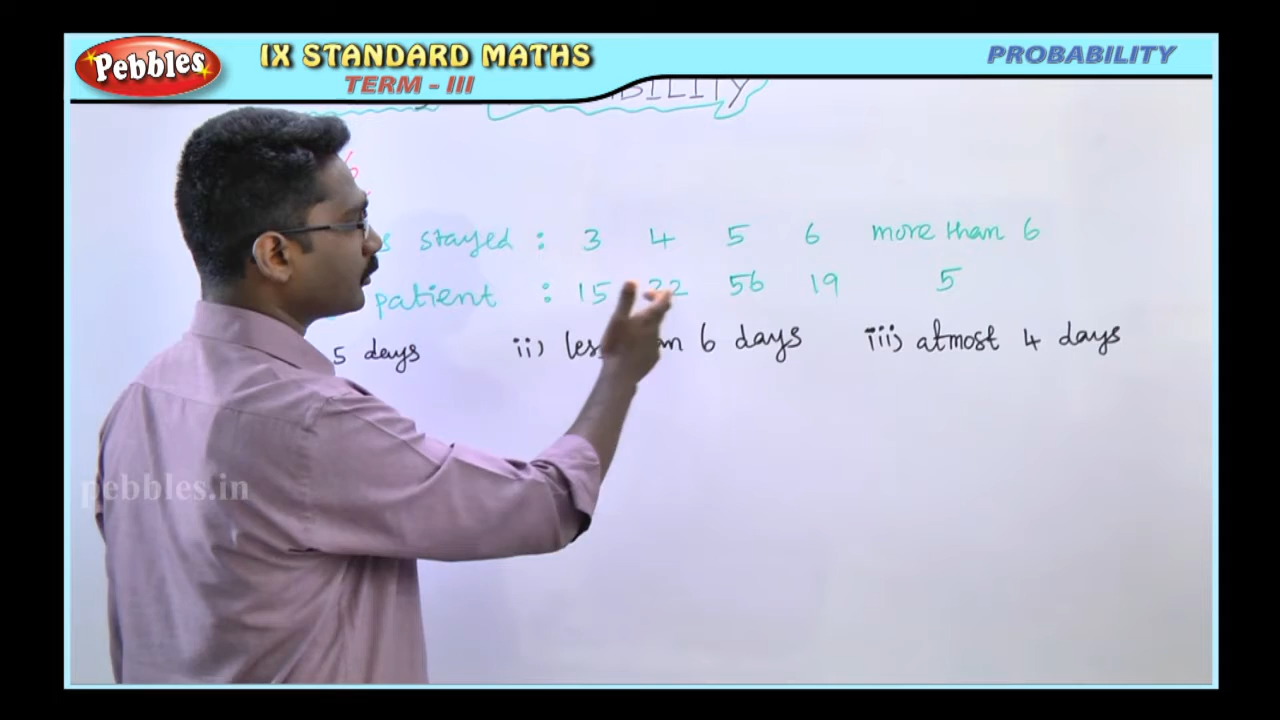 Pebbles
IX STANDARD MATHS
TERM - III
PROBABILITY
stayed : 3 4 5 6 more than 6
patient : 15 56 19 5
5 days ii) 6 days iii) atmost 4 days
pebbles.in